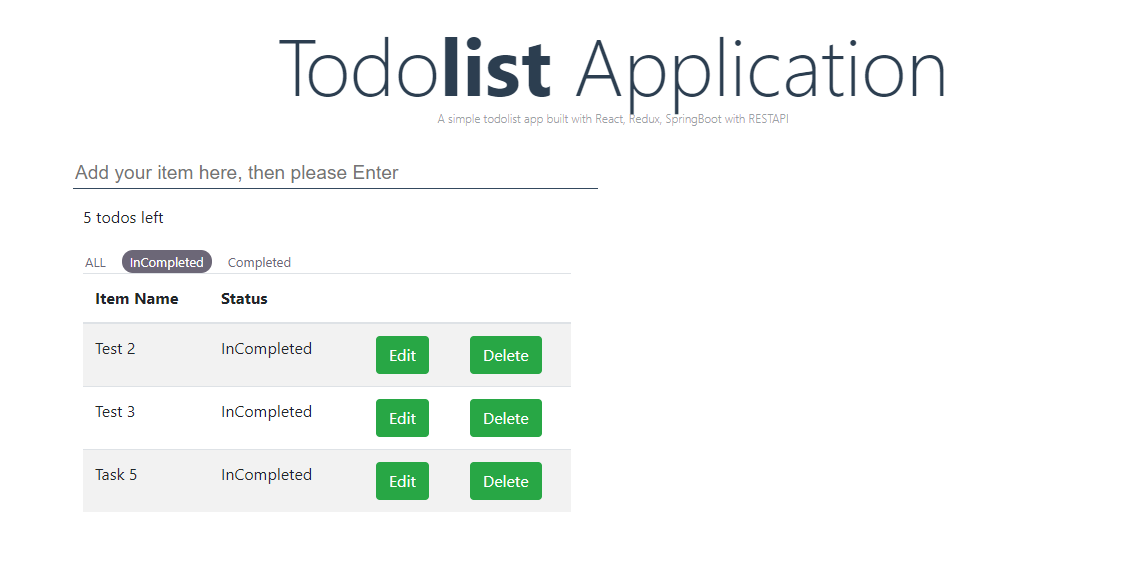 Todolist Application
A simple todolist app built with React, Redux, SpringBoot with RESTAPI
Add your item here, then please Enter
5 todos left
ALL InCompleted Completed
Item Name Status
Test 2 InCompleted Edit Delete
Test 3 InCompleted Edit Delete
Task 5 InCompleted Edit Delete